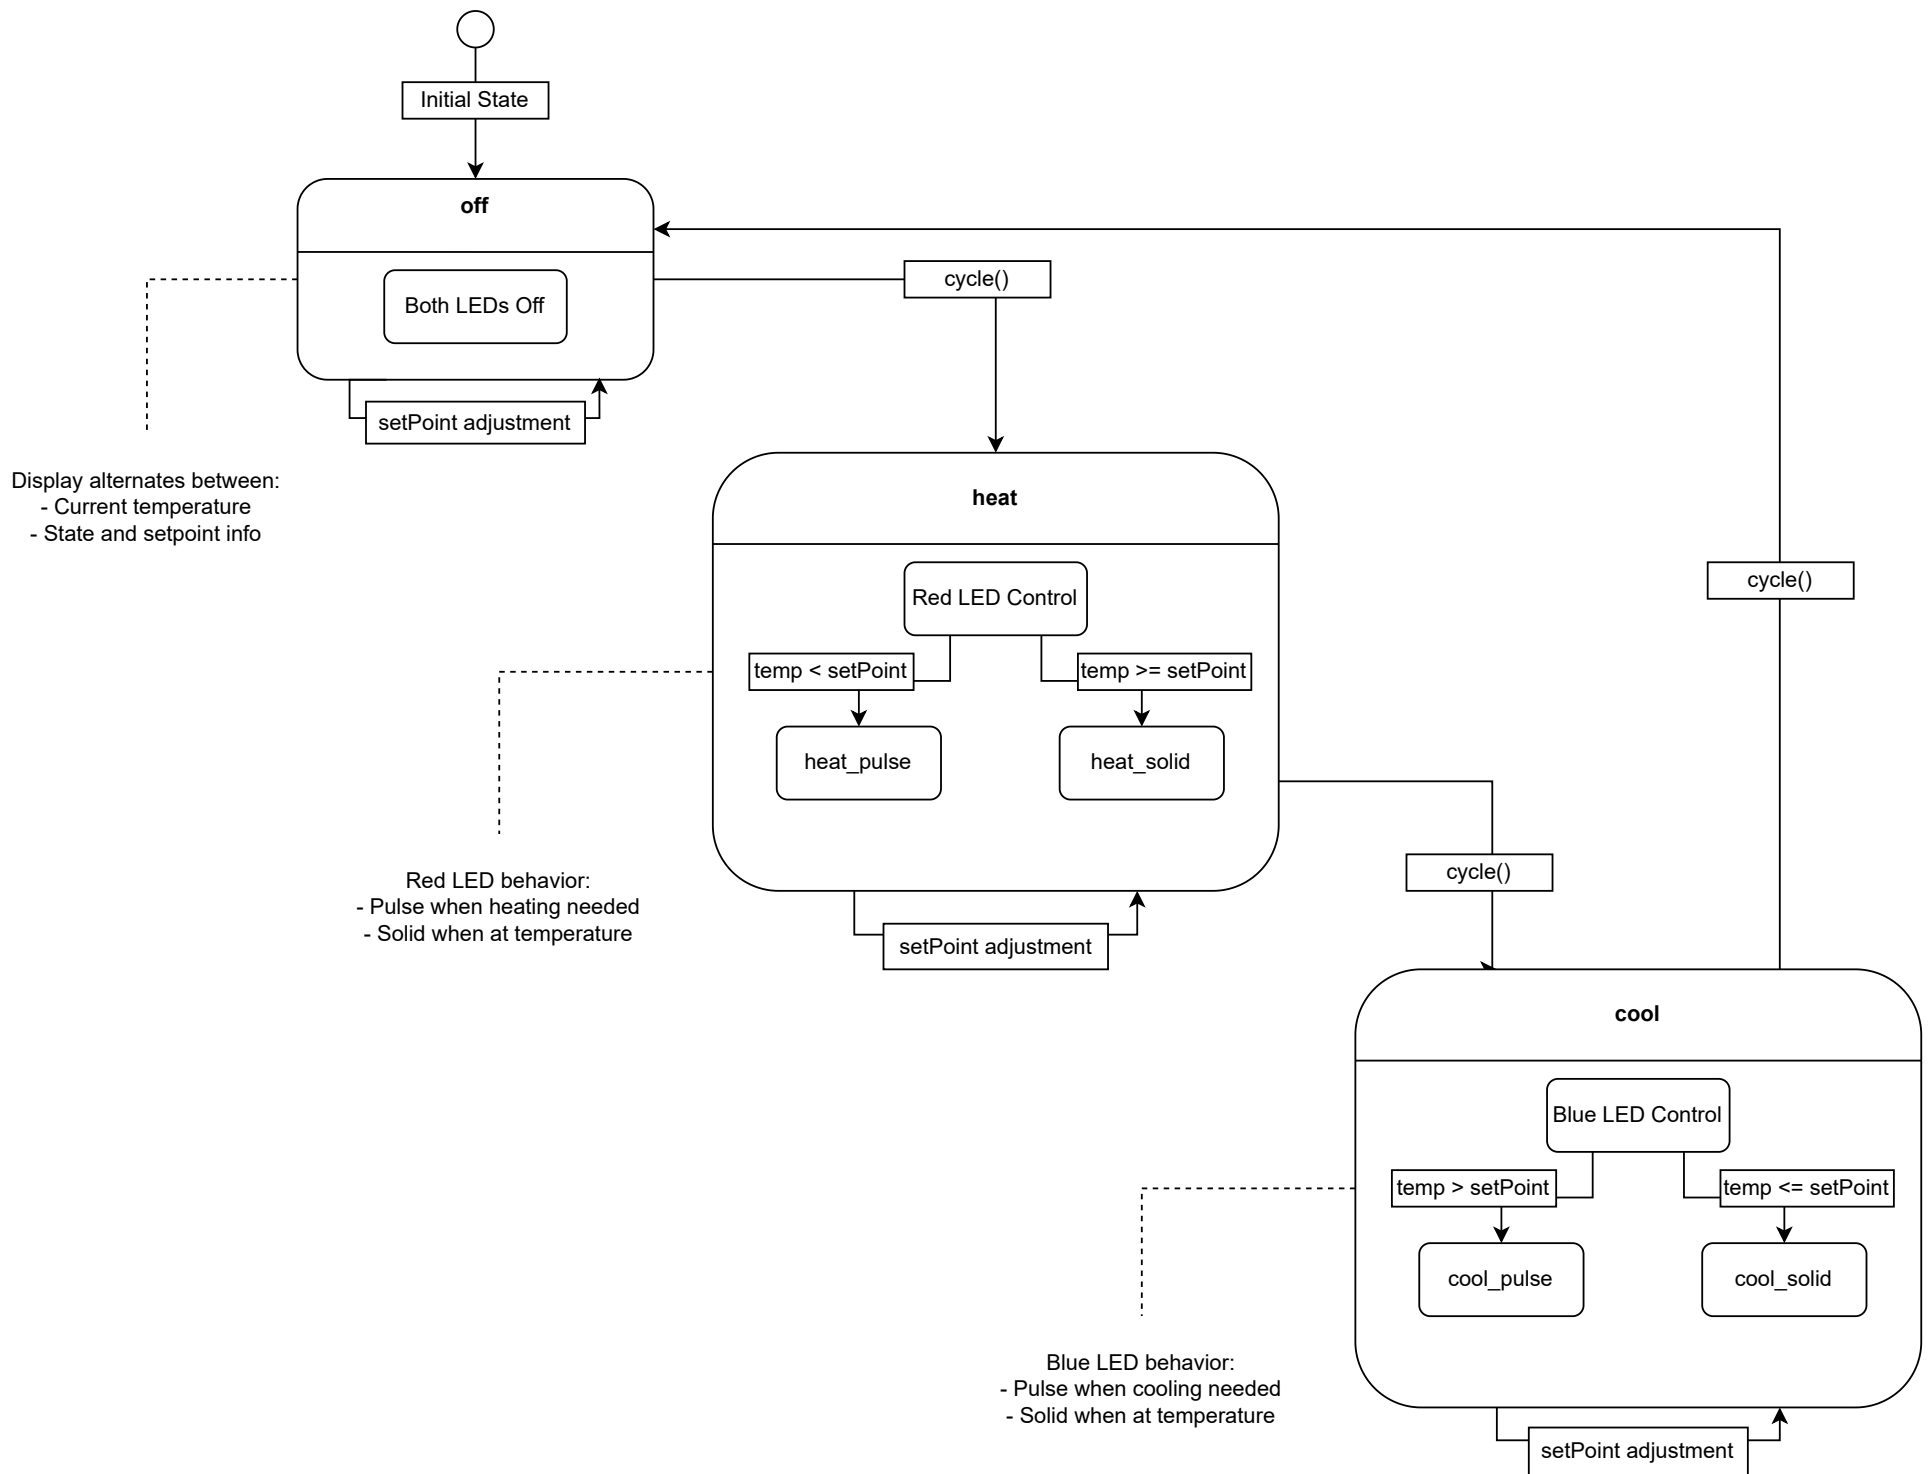 Initial State
off
Both LEDs Off
cycle()
setPoint adjustment
Display alternates between:
- Current temperature
- State and setpoint info
heat
Red LED Control
temp < setPoint
temp >= setPoint
heat_pulse
heat_solid
cycle()
Red LED behavior:
- Pulse when heating needed
- Solid when at temperature
setPoint adjustment
cycle()
cool
Blue LED Control
temp > setPoint
temp <= setPoint
cool_pulse
cool_solid
Blue LED behavior:
- Pulse when cooling needed
- Solid when at temperature
setPoint adjustment